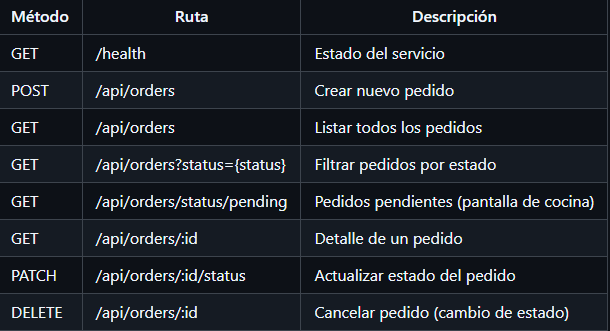 Método Ruta Descripción
GET /health Estado del servicio
POST /api/orders Crear nuevo pedido
GET /api/orders Listar todos los pedidos
GET /api/orders?status={status} Filtrar pedidos por estado
GET /api/orders/status/pending Pedidos pendientes (pantalla de cocina)
GET /api/orders/:id Detalle de un pedido
PATCH /api/orders/:id/status Actualizar estado del pedido
DELETE /api/orders/:id Cancelar pedido (cambio de estado)